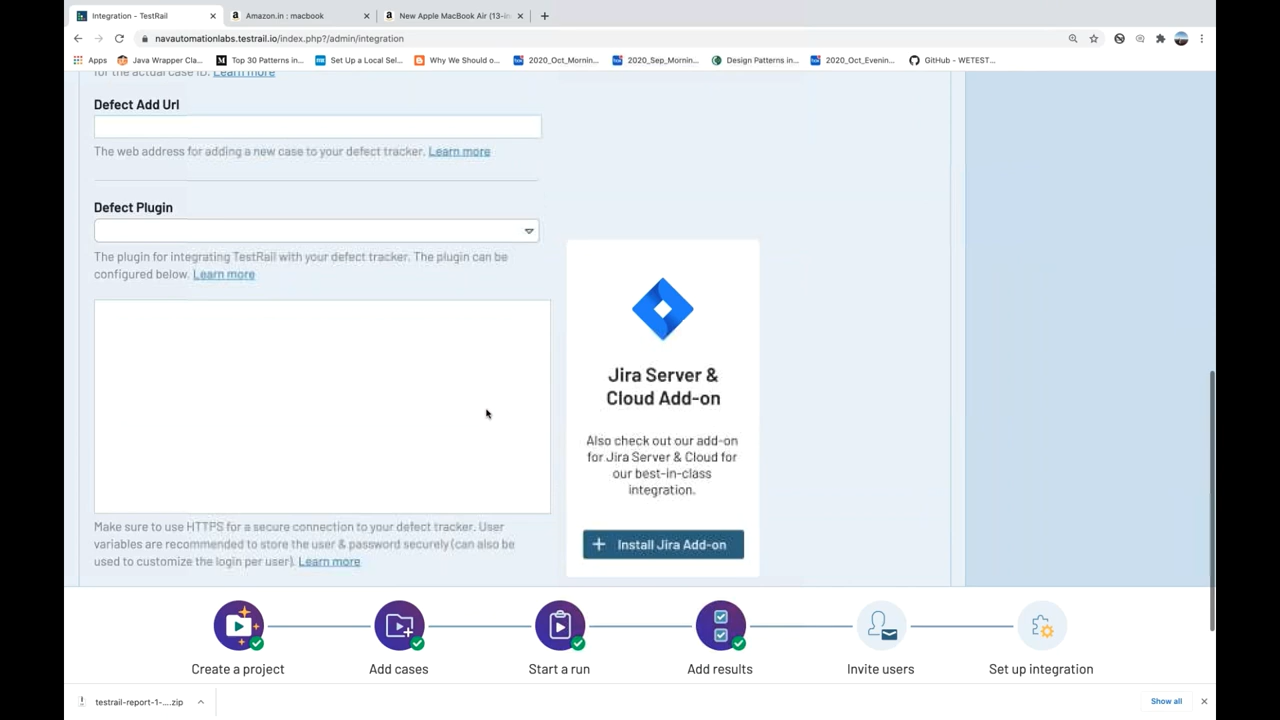 Integration - TestRail
Amazon.in : macbook
New Apple MacBook Air (13-in
navautomationlabs.testrail.io/index.php?/admin/integration
Apps
Java Wrapper Cla...
Top 30 Patterns in...
Set Up a Local Sel...
Why We Should o...
2020_Oct_Mornin...
2020_Sep_Mornin...
Design Patterns in...
2020_Oct_Evenin...
GitHub - WETEST...
for the actual case ID. Learn more
Defect Add Url
The web address for adding a new case to your defect tracker. Learn more
Defect Plugin
The plugin for integrating TestRail with your defect tracker. The plugin can be
configured below. Learn more
Jira Server &
Cloud Add-on
Also check out our add-on
for Jira Server & Cloud for
our best-in-class
integration.
+ Install Jira Add-on
Make sure to use HTTPS for a secure connection to your defect tracker. User
variables are recommended to store the user & password securely (can also be
used to customize the login per user). Learn more
Create a project
Add cases
Start a run
Add results
Invite users
Set up integration
testrail-report-1-....zip
Show all